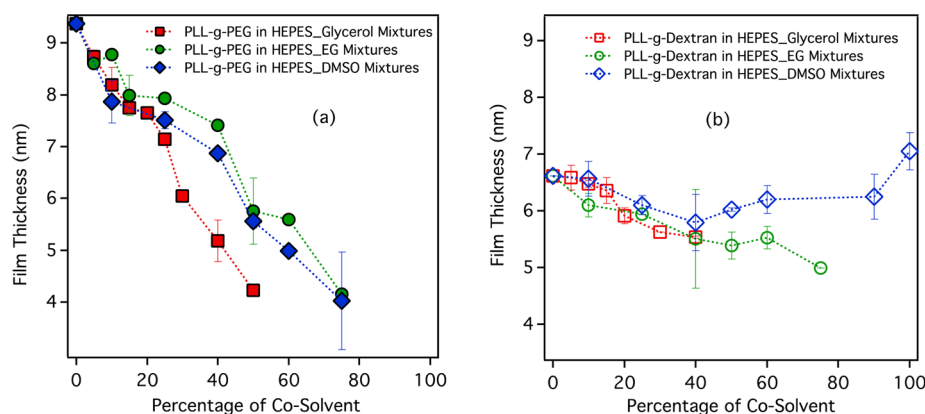 PLL-g-PEG in HEPES_Glycerol Mixtures
PLL-g-PEG in HEPES_EG Mixtures
PLL-g-PEG in HEPES_DMSO Mixtures
(a)
Film Thickness (nm)
9
8
7
6
5
4
0
20
40
60
80
100
Percentage of Co-Solvent
PLL-g-Dextran in HEPES_Glycerol Mixtures
PLL-g-Dextran in HEPES_EG Mixtures
PLL-g-Dextran in HEPES_DMSO Mixtures
(b)
Film Thickness (nm)
9
8
7
6
5
4
0
20
40
60
80
100
Percentage of Co-Solvent